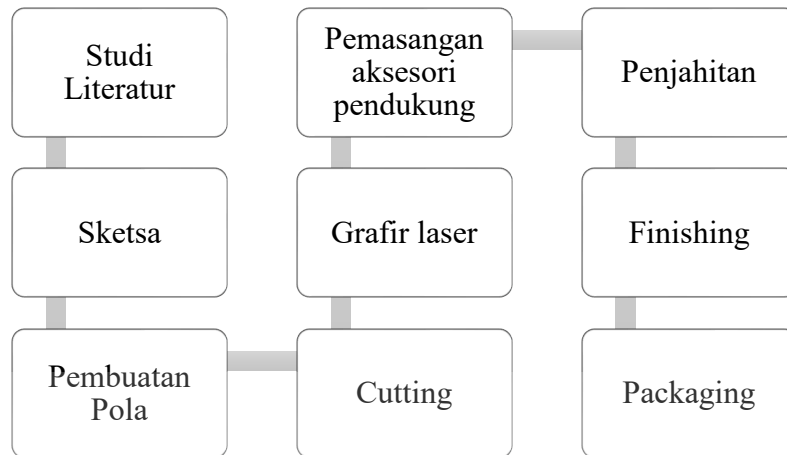 Studi
Literatur
Sketsa
Pembuatan
Pola
Cutting
Grafir laser
Pemasangan
aksesori
pendukung
Penjahitan
Finishing
Packaging